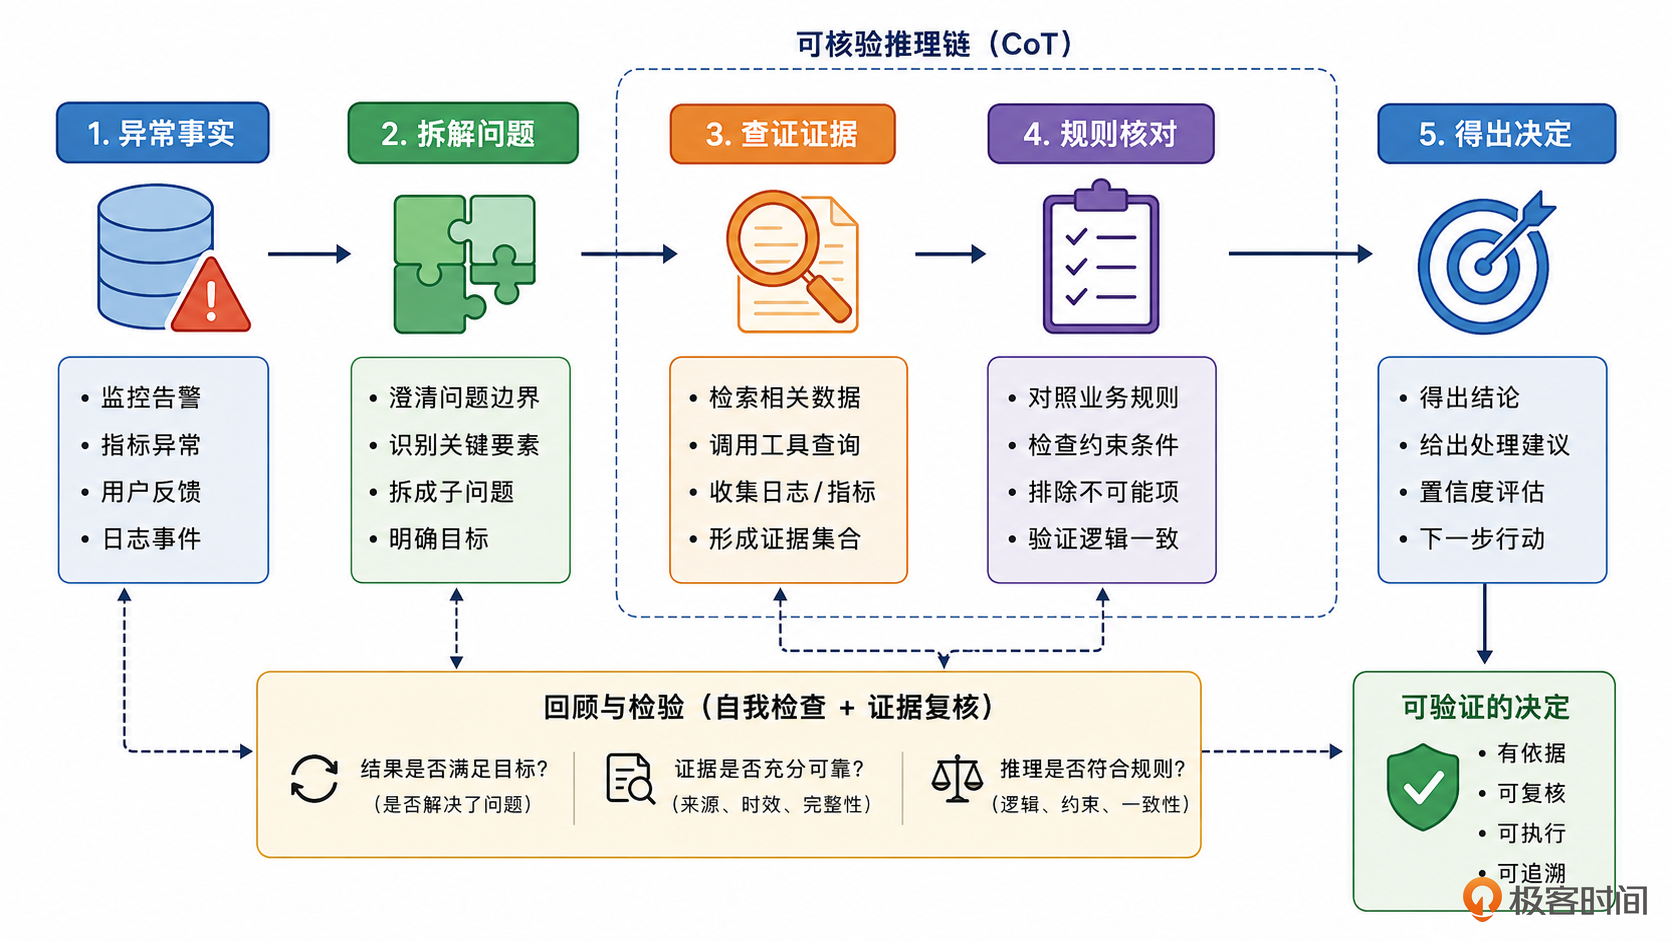 可核验推理链（CoT）
1. 异常事实
2. 拆解问题
3. 查证证据
4. 规则核对
5. 得出决定
• 监控告警
• 指标异常
• 用户反馈
• 日志事件
• 澄清问题边界
• 识别关键要素
• 拆成子问题
• 明确目标
• 检索相关数据
• 调用工具查询
• 收集日志/指标
• 形成证据集合
• 对照业务规则
• 检查约束条件
• 排除不可能项
• 验证逻辑一致
• 得出结论
• 给出处理建议
• 置信度评估
• 下一步行动
回顾与检验（自我检查 + 证据复核）
结果是否满足目标？
（是否解决了问题）
证据是否充分可靠？
（来源、时效、完整性）
推理是否符合规则？
（逻辑、约束、一致性）
可验证的决定
• 有依据
• 可复核
• 可执行
• 可追溯
极客时间